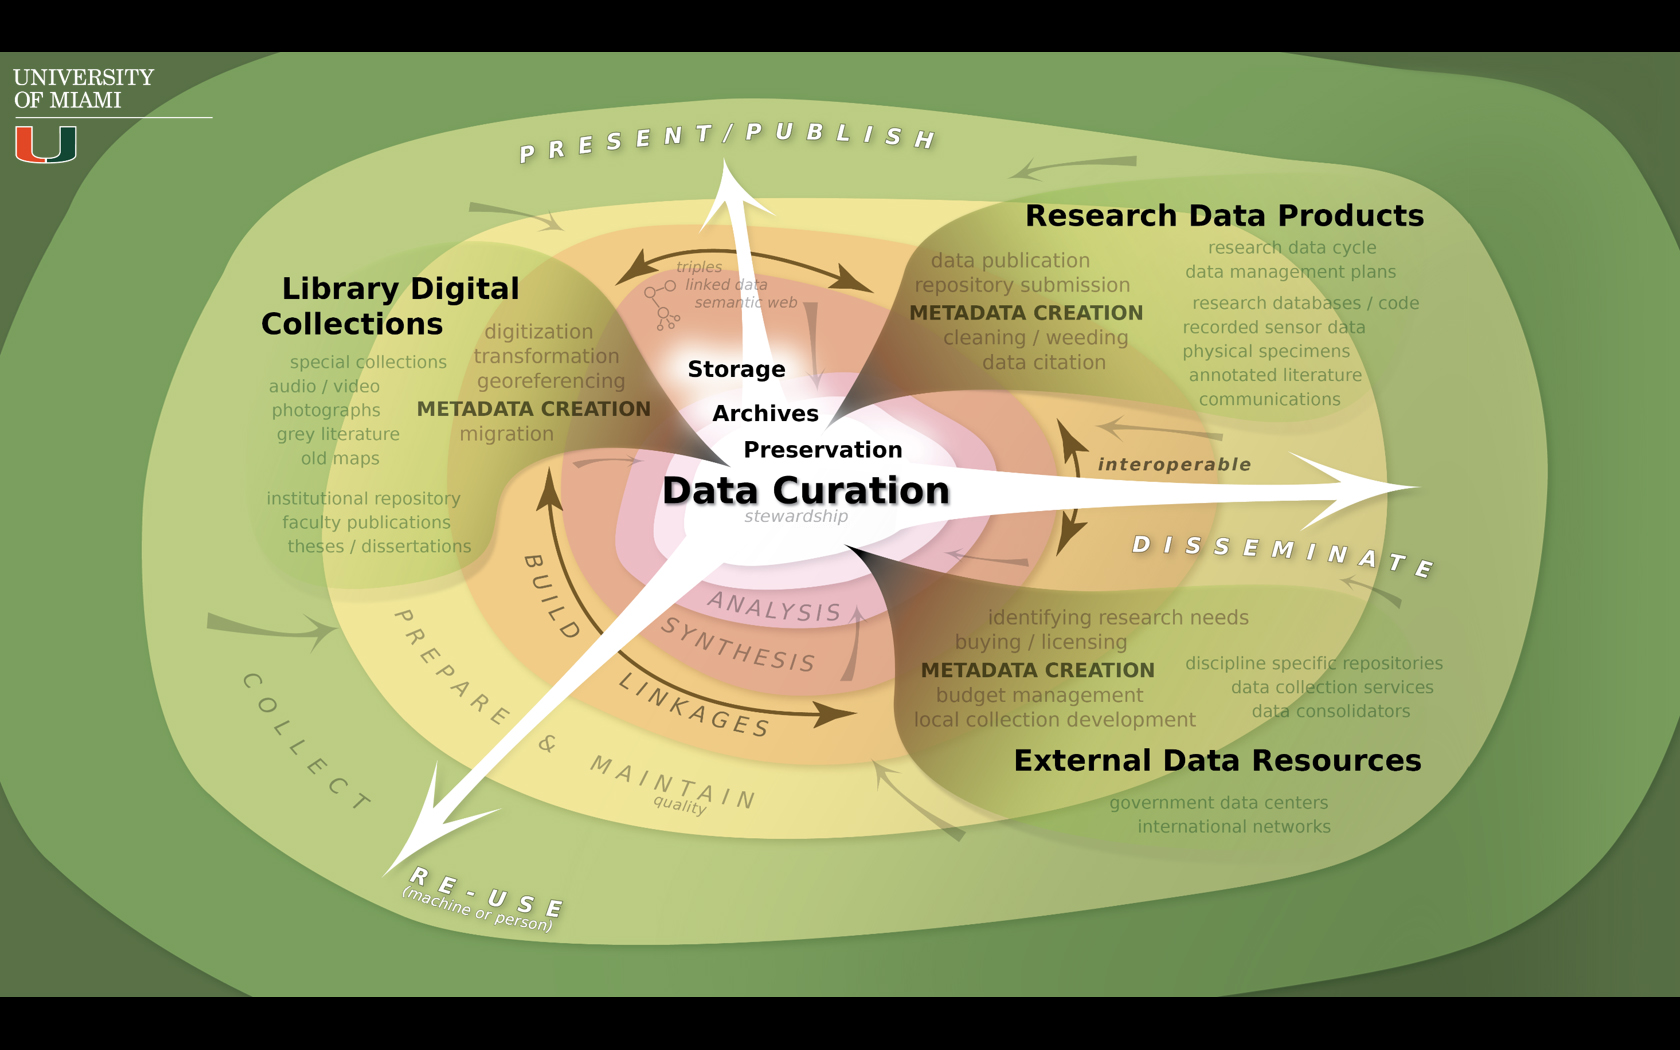 UNIVERSITY
OF MIAMI
PRESENT/PUBLISH
Library Digital
Collections
special collections
audio / video
photographs
grey literature
old maps
institutional repository
faculty publications
theses / dissertations
digitization
transformation
georeferencing
METADATA CREATION
migration
triples
linked data
semantic web
Research Data Products
data publication
repository submission
METADATA CREATION
cleaning / weeding
data citation
research data cycle
data management plans
research databases / code
recorded sensor data
physical specimens
annotated literature
communications
Storage
Archives
Preservation
Data Curation
stewardship
interoperable
DISSEMINATE
ANALYSIS
SYNTHESIS
BUILD
LINKAGES
PREPARE
& MAINTAIN
quality
COLLECT
RE-USE
(machine or person)
identifying research needs
buying / licensing
METADATA CREATION
budget management
local collection development
discipline specific repositories
data collection services
data consolidators
External Data Resources
government data centers
international networks